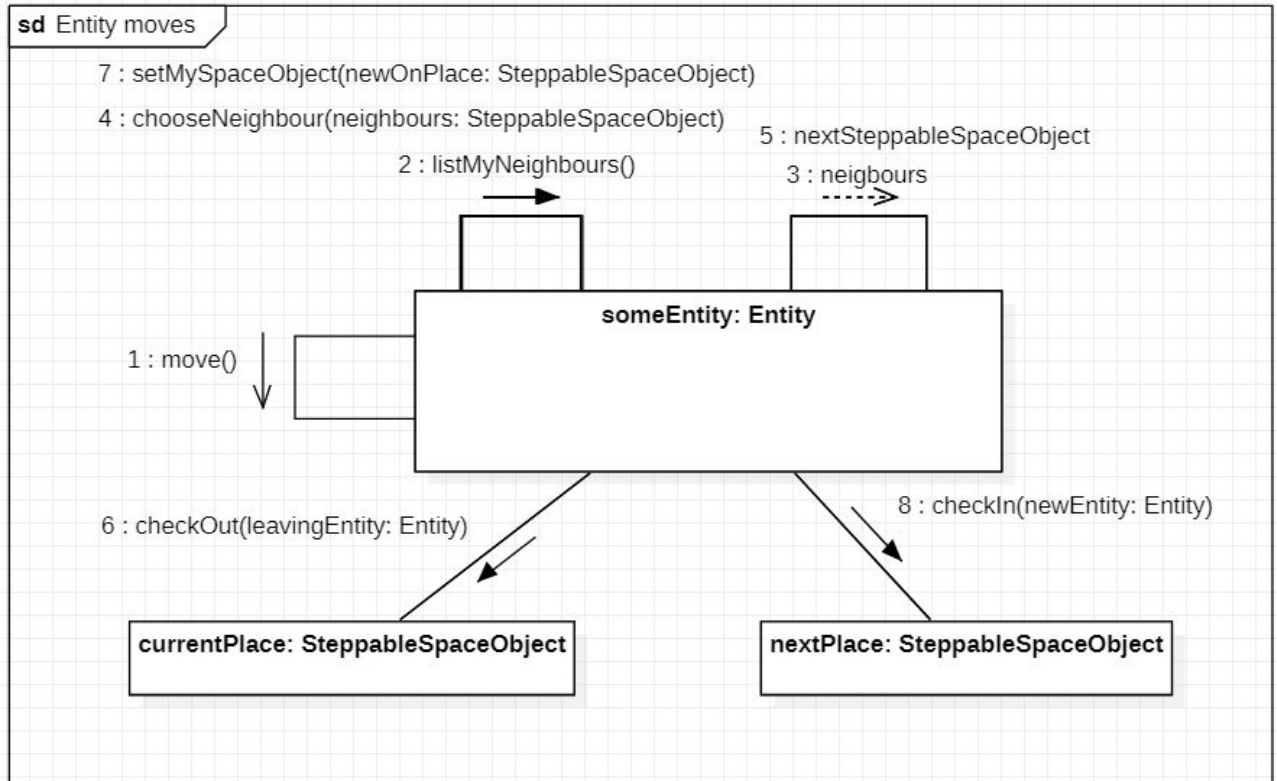 sd Entity moves
7 : setMySpaceObject(newOnPlace: SteppableSpaceObject)
4 : chooseNeighbour(neighbours: SteppableSpaceObject)
5 : nextSteppableSpaceObject
2 : listMyNeighbours()
3 : neigbours
someEntity: Entity
1 : move()
8 : checkIn(newEntity: Entity)
6 : checkOut(leavingEntity: Entity)
currentPlace: SteppableSpaceObject
nextPlace: SteppableSpaceObject